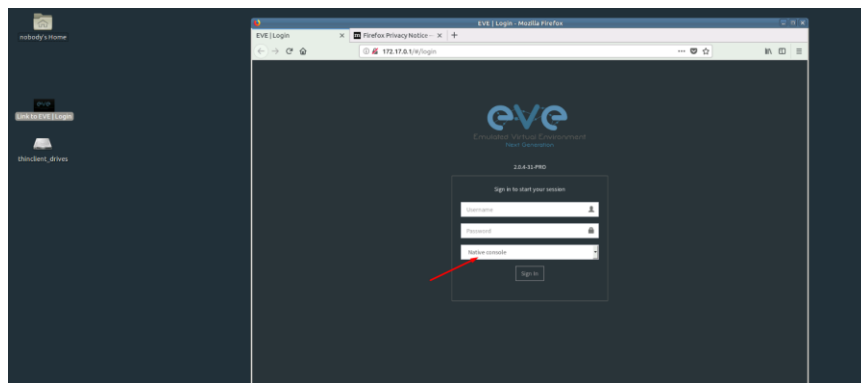 nobody's Home
Link to EVE | Login
thinclient_drives
EVE | Login - Mozilla Firefox
EVE | Login
Firefox Privacy Notice —
172.17.0.1/#/login
eve
Emulated Virtual Environment
Next Generation
2.0.4-31-PRO
Sign in to start your session
Username
Password
Native console
Sign In